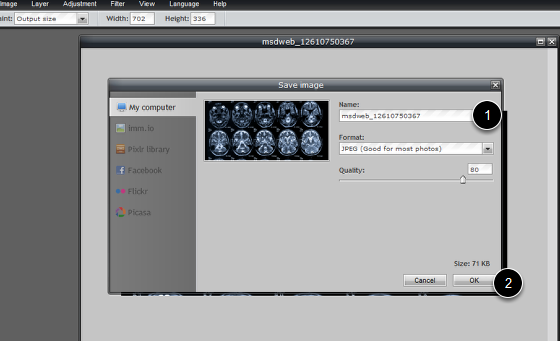 Image Layer Adjustment Filter View Language Help
aint: Output size Width: 702 Height: 336
msdweb_12610750367
Save image
My computer
Imm.io
Pixlr library
Facebook
Flickr
Picasa
Name:
msdweb_12610750367
1
Format:
JPEG (Good for most photos)
Quality: 80
Size: 71 KB
Cancel OK
2